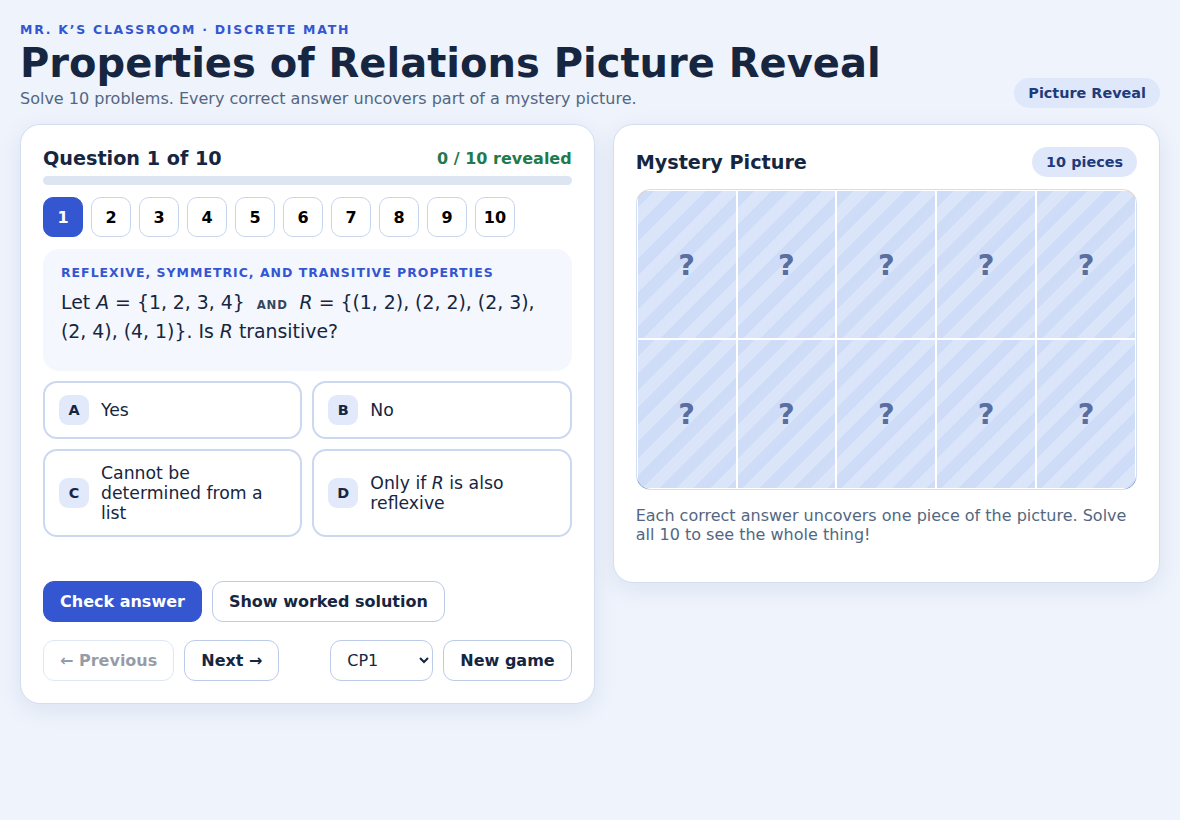 MR. K’S CLASSROOM · DISCRETE MATH
Properties of Relations Picture Reveal
Solve 10 problems. Every correct answer uncovers part of a mystery picture.
Picture Reveal
Question 1 of 10
0 / 10 revealed
1 2 3 4 5 6 7 8 9 10
REFLEXIVE, SYMMETRIC, AND TRANSITIVE PROPERTIES
Let A = {1, 2, 3, 4} AND R = {(1, 2), (2, 2), (2, 3),
(2, 4), (4, 1)}. Is R transitive?
A Yes
B No
C Cannot be
determined from a
list
D Only if R is also
reflexive
Check answer
Show worked solution
← Previous
Next →
CP1
New game
Mystery Picture
10 pieces
? ? ? ? ?
? ? ? ? ?
Each correct answer uncovers one piece of the picture. Solve
all 10 to see the whole thing!